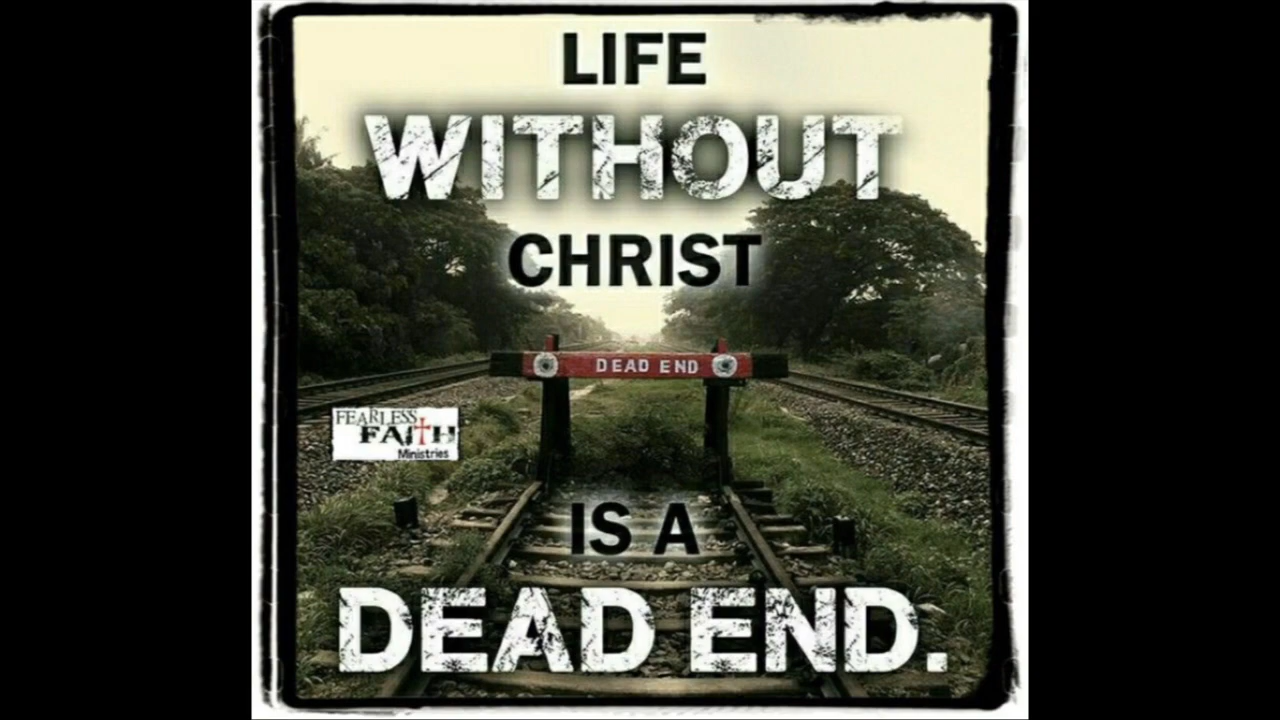 LIFE
WITHOUT
CHRIST
DEAD END
FEARLESS
FAITH
Ministries
IS A
DEAD END.